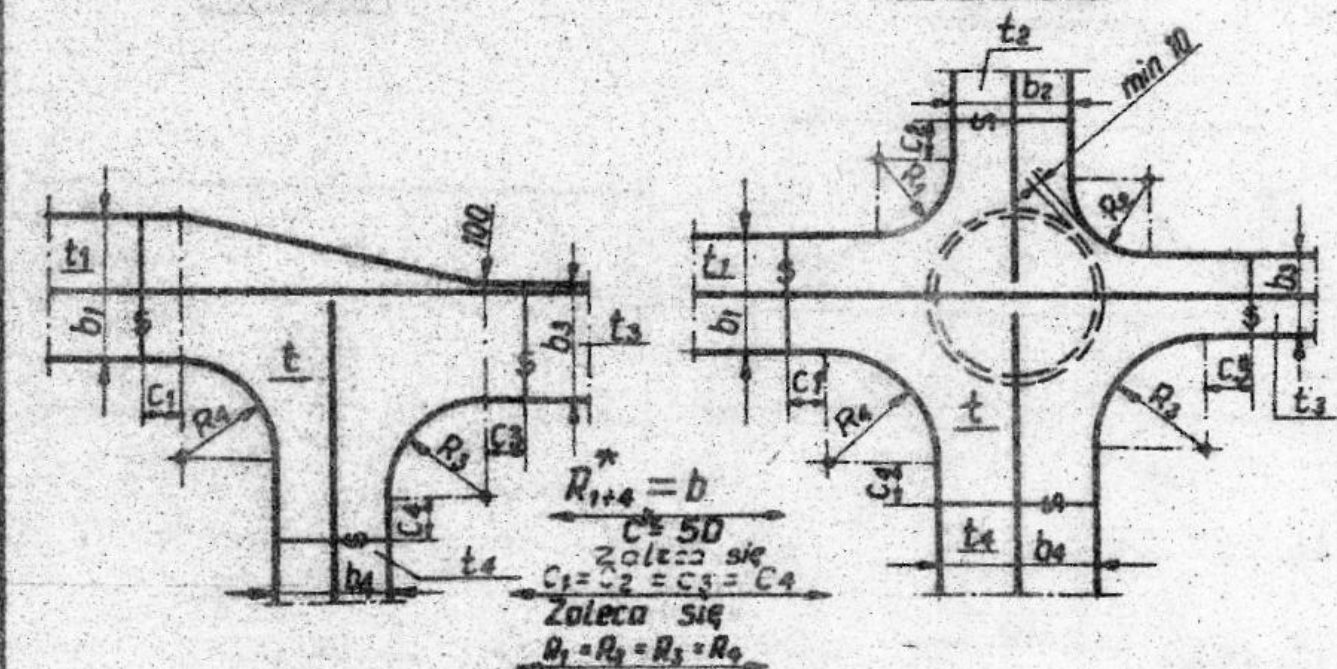 t₂
b₂
min 10
C₂
R₁
R₂
100
t₁
b₁
S
C₁
R₄
t
S
b₃
t₃
C₃
R₃
C₄
S
t₄
b₄
t₁
b₁
S
S
C₁
R₄
t
S
b₃
C₃
t₃
R₃
C₄
S
t₄
b₄
R*₁÷₄ = b
C = 50
Zaleca się
C₁ = C₂ = C₃ = C₄
Zaleca się
R₁ = R₂ = R₃ = R₄